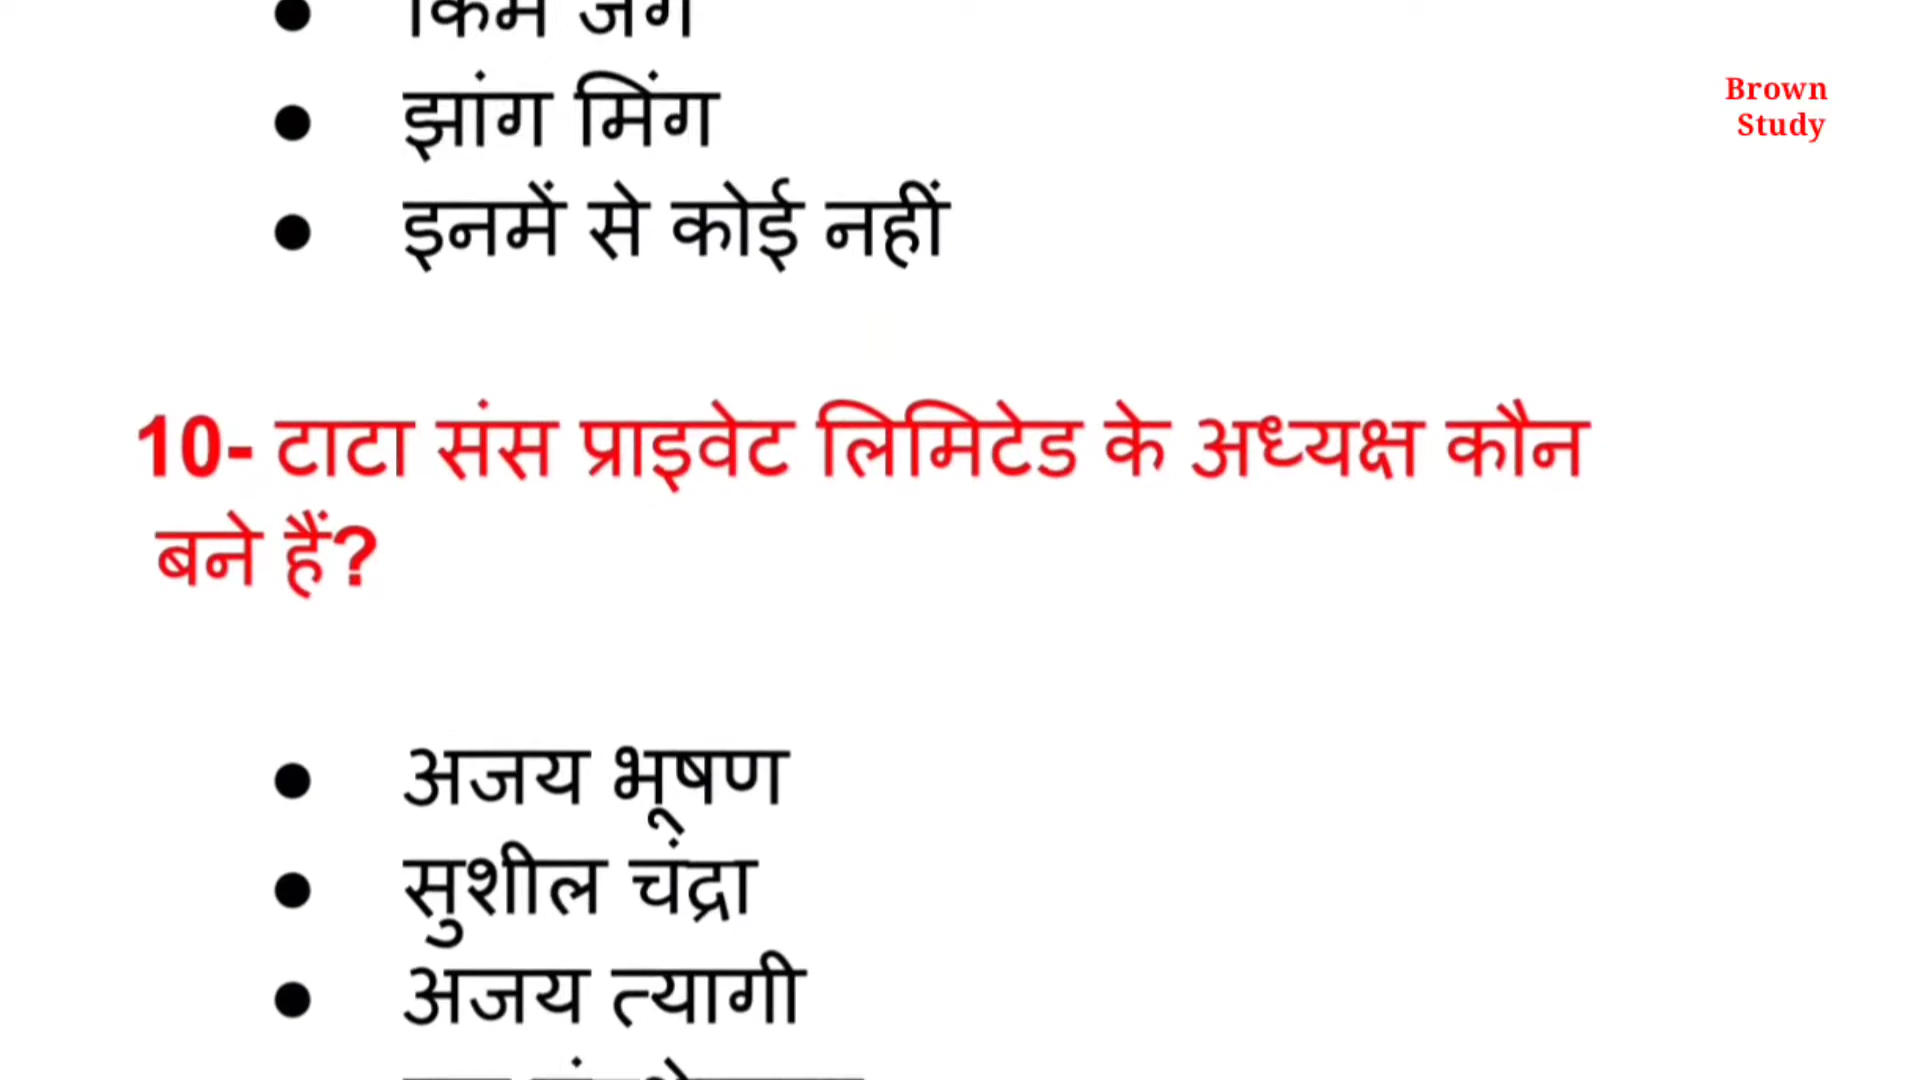 किम जंग
झांग मिंग
इनमें से कोई नहीं
Brown
Study
10- टाटा संस प्राइवेट लिमिटेड के अध्यक्ष कौन
बने हैं?
अजय भूषण
सुशील चंद्रा
अजय त्यागी